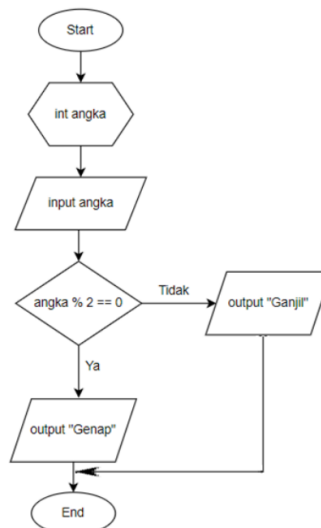 Start
int angka
input angka
angka % 2 == 0
Tidak
output "Ganjil"
Ya
output "Genap"
End